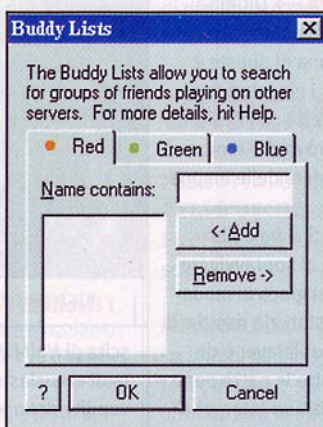 Buddy Lists
The Buddy Lists allow you to search
for groups of friends playing on other
servers. For more details, hit Help.
Red Green Blue
Name contains:
<- Add
Remove ->
? OK Cancel